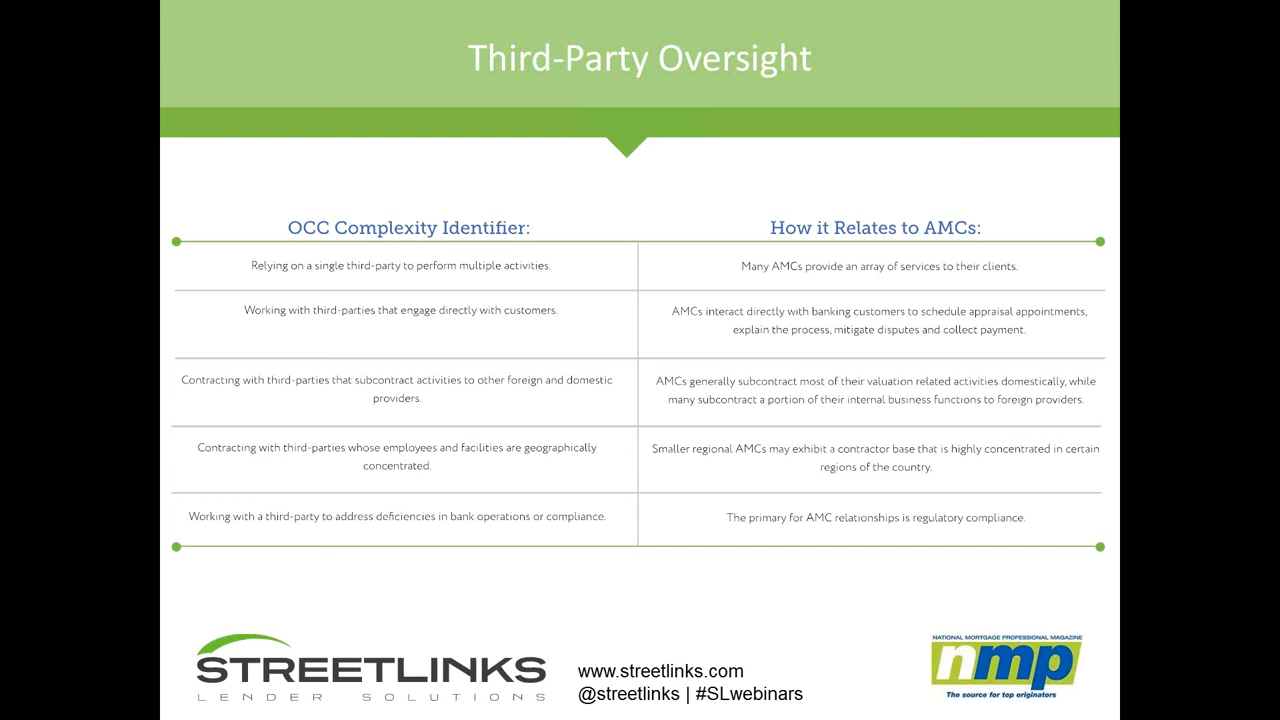 Third-Party Oversight
OCC Complexity Identifier:
How it Relates to AMCs:
Relying on a single third-party to perform multiple activities.
Many AMCs provide an array of services to their clients.
Working with third-parties that engage directly with customers.
AMCs interact directly with banking customers to schedule appraisal appointments,
explain the process, mitigate disputes and collect payment.
Contracting with third-parties that subcontract activities to other foreign and domestic
providers.
AMCs generally subcontract most of their valuation related activities domestically, while
many subcontract a portion of their internal business functions to foreign providers.
Contracting with third-parties whose employees and facilities are geographically
concentrated.
Smaller regional AMCs may exhibit a contractor base that is highly concentrated in certain
regions of the country.
Working with a third-party to address deficiencies in bank operations or compliance.
The primary for AMC relationships is regulatory compliance.
STREETLINKS
LENDER SOLUTIONS
www.streetlinks.com
@streetlinks | #SLwebinars
NATIONAL MORTGAGE PROFESSIONAL MAGAZINE
nmp
The source for top originators